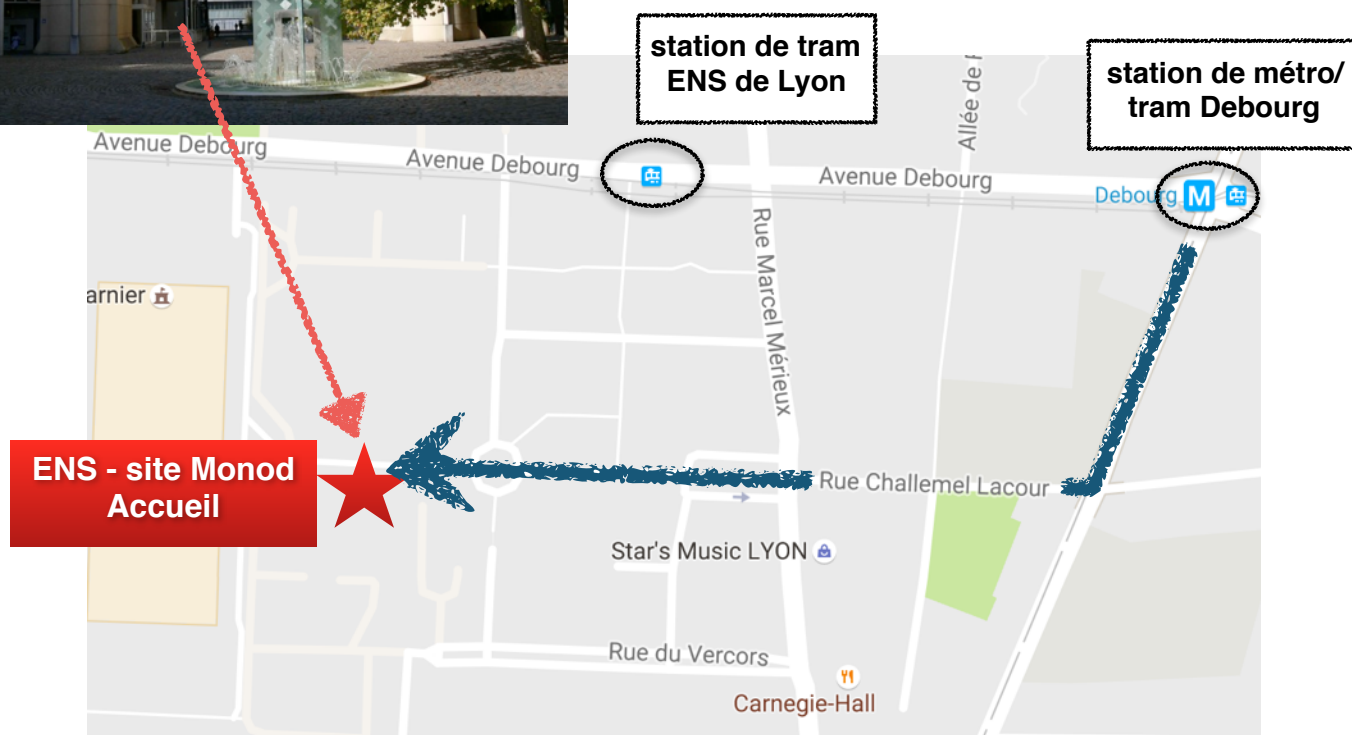 station de tram
ENS de Lyon
station de métro/
tram Debourg
Avenue Debourg
Avenue Debourg
Avenue Debourg
Allée de
Debourg M
Rue Marcel Mérieux
arnier
ENS - site Monod
Accueil
Rue Challemel Lacour
Star's Music LYON
Rue du Vercors
Carnegie-Hall